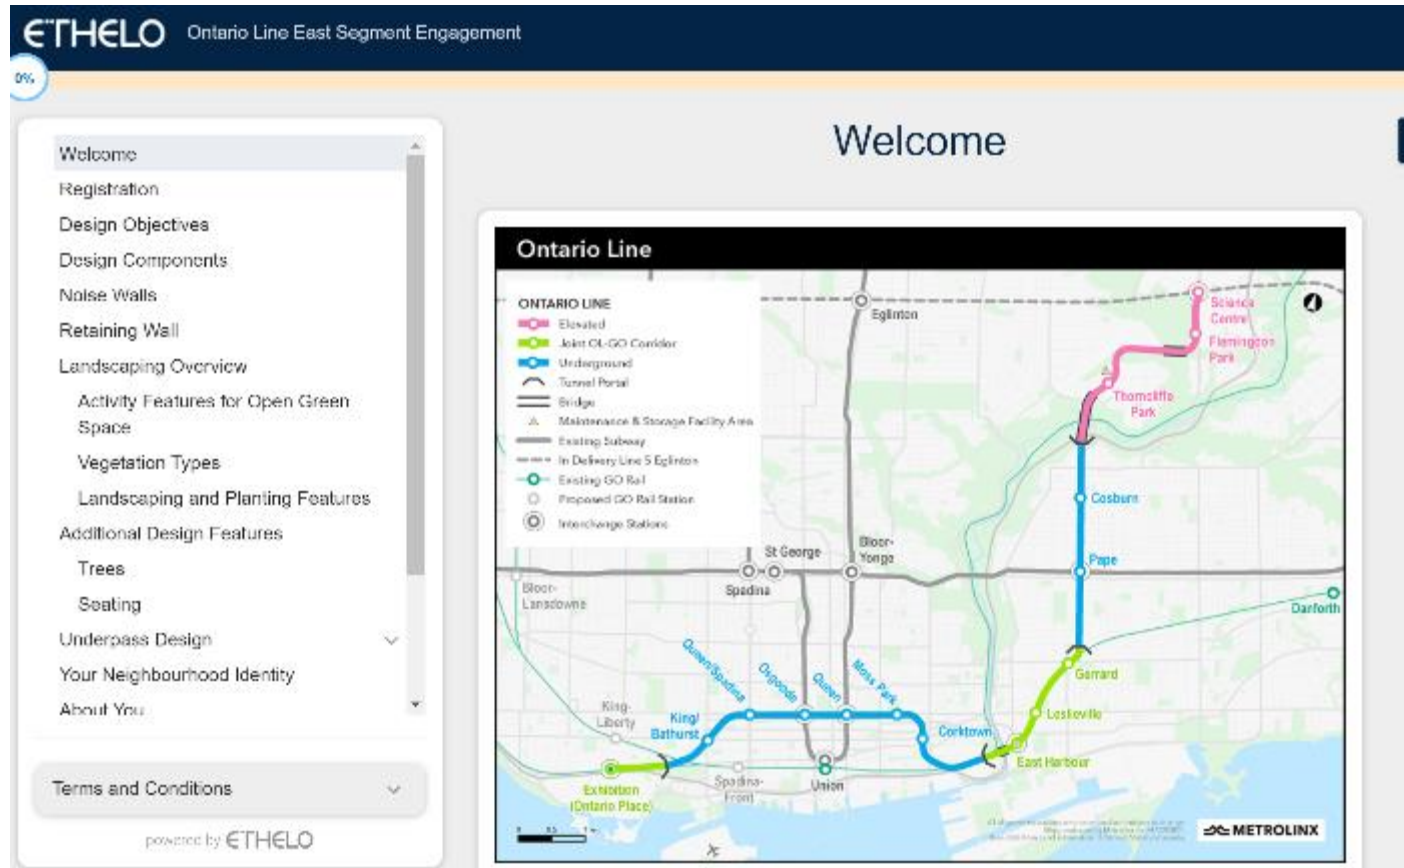 ETHELO Ontario Line East Segment Engagement
0%
Welcome
Registration
Design Objectives
Design Components
Noise Walls
Retaining Wall
Landscaping Overview
Activity Features for Open Green
Space
Vegetation Types
Landscaping and Planting Features
Additional Design Features
Trees
Seating
Underpass Design
Your Neighbourhood Identity
About You
Terms and Conditions
powered by ETHELO
Welcome
Ontario Line
ONTARIO LINE
Elevated
Joint OL-GO Corridor
Underground
Tunnel Portal
Bridge
Maintenance & Storage Facility Area
Existing Subway
In Delivery Line 5 Eglinton
Existing GO Rail
Proposed GO Rail Station
Interchange Stations
Eglinton
Science
Centre
Flemingdon
Park
Thorncliffe
Park
Cosburn
Pape
Danforth
Gerrard
Leslieville
East Harbour
Corktown
Moss Park
Queen
Osgoode
Queen/Spadina
King/
Bathurst
Exhibition
(Ontario Place)
King-
Liberty
Bloor-
Lansdowne
Spadina
St George
Bloor-
Yonge
Spadina-
Front
Union
0 0.5 1
METROLINX